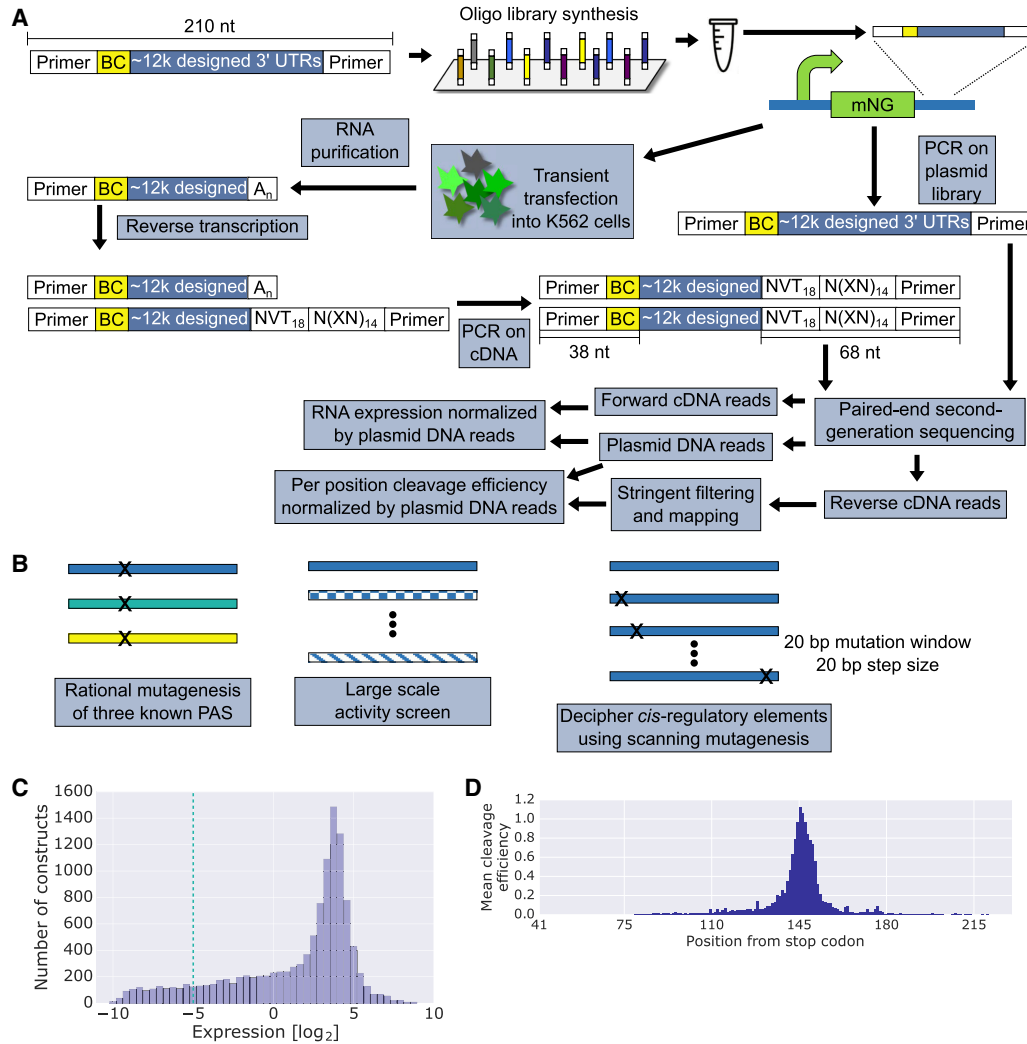 A
210 nt
Primer BC ~12k designed 3' UTRs Primer
Oligo library synthesis
mNG
RNA
purification
Transient
transfection
into K562 cells
PCR on
plasmid
library
Primer BC ~12k designed An
Reverse transcription
Primer BC ~12k designed 3' UTRs Primer
Primer BC ~12k designed An
Primer BC ~12k designed NVT18 N(XN)14 Primer
PCR on
cDNA
Primer BC ~12k designed NVT18 N(XN)14 Primer
Primer BC ~12k designed NVT18 N(XN)14 Primer
38 nt
68 nt
RNA expression normalized
by plasmid DNA reads
Forward cDNA reads
Plasmid DNA reads
Paired-end second-
generation sequencing
Per position cleavage efficiency
normalized by plasmid DNA reads
Stringent filtering
and mapping
Reverse cDNA reads
B
X
X
X
Rational mutagenesis
of three known PAS
Large scale
activity screen
X
X
X
20 bp mutation window
20 bp step size
Decipher cis-regulatory elements
using scanning mutagenesis
C
Number of constructs
1600
1400
1200
1000
800
600
400
200
0
−10 −5 0 5 10
Expression [log2]
D
Mean cleavage
efficiency
1.2
1.0
0.8
0.6
0.4
0.2
0.0
41 75 110 145 180 215
Position from stop codon